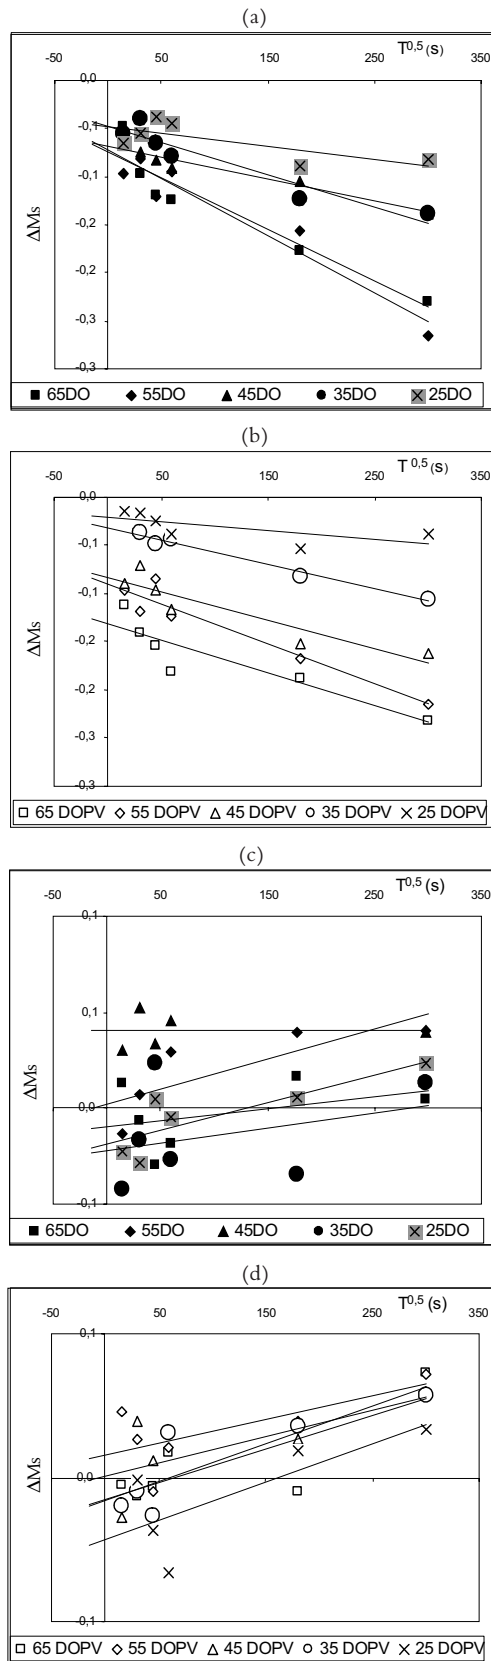 (a)
T0,5 (s)
-50 50 150 250 350
0,0
-0,1
-0,1
-0,2
-0,2
-0,3
-0,3
ΔMs
65DO 55DO 45DO 35DO 25DO
(b)
T 0,5 (s)
-50 50 150 250 350
0,0
-0,1
-0,1
-0,2
-0,2
-0,3
-0,3
ΔMs
65 DOPV 55 DOPV 45 DOPV 35 DOPV 25 DOPV
(c)
T0,5 (s)
-50 50 150 250 350
0,1
0,1
0,0
-0,1
ΔMs
65DO 55DO 45DO 35DO 25DO
(d)
T0,5 (s)
-50 50 150 250 350
0,1
0,0
-0,1
ΔMs
65 DOPV 55 DOPV 45 DOPV 35 DOPV 25 DOPV